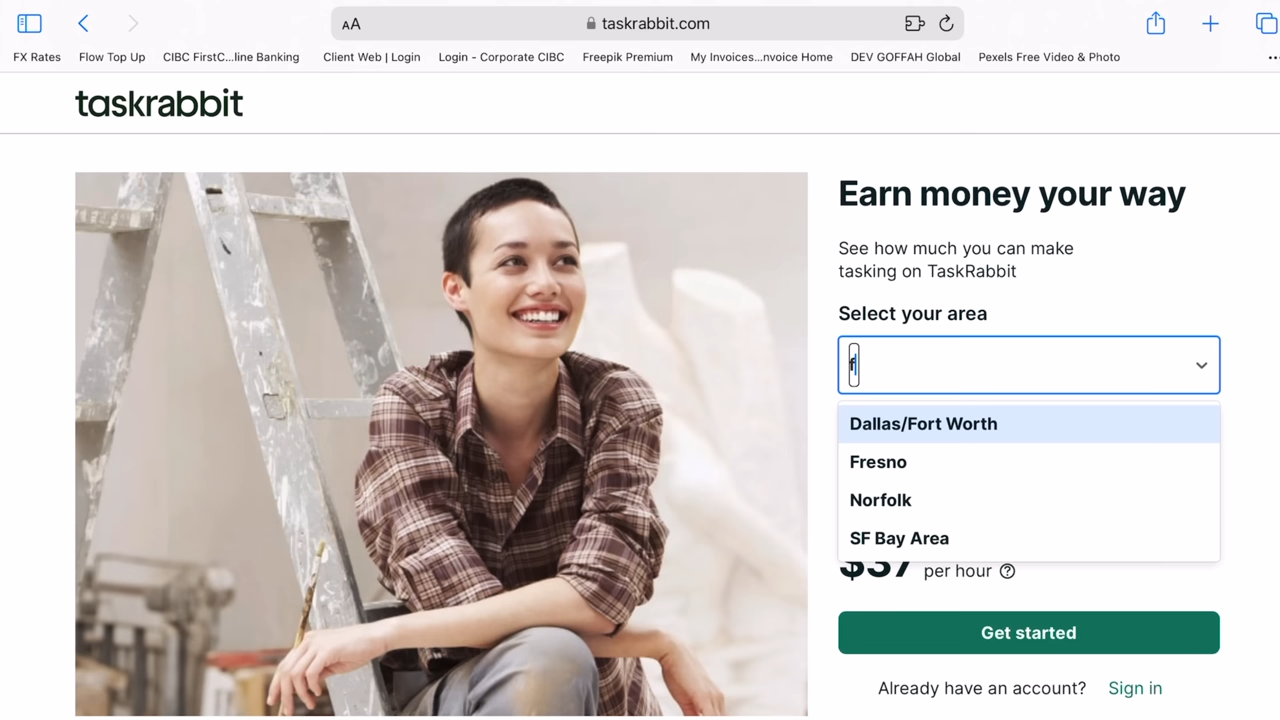 AA
taskrabbit.com
FX Rates
Flow Top Up
CIBC FirstC...line Banking
Client Web | Login
Login - Corporate CIBC
Freepik Premium
My Invoices...nvoice Home
DEV GOFFAH Global
Pexels Free Video & Photo
taskrabbit
Earn money your way
See how much you can make
tasking on TaskRabbit
Select your area
f
Dallas/Fort Worth
Fresno
Norfolk
SF Bay Area
$37 per hour ?
Get started
Already have an account? Sign in